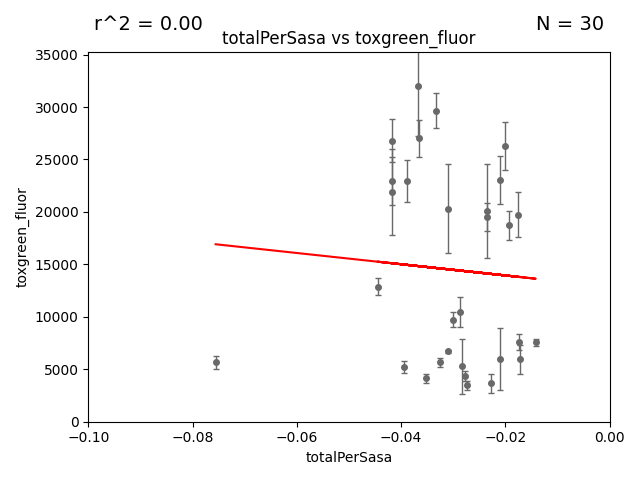 r^2 = 0.00
N = 30
totalPerSasa vs toxgreen_fluor
35000
30000
25000
20000
15000
10000
5000
0
toxgreen_fluor
−0.10
−0.08
−0.06
−0.04
−0.02
0.00
totalPerSasa